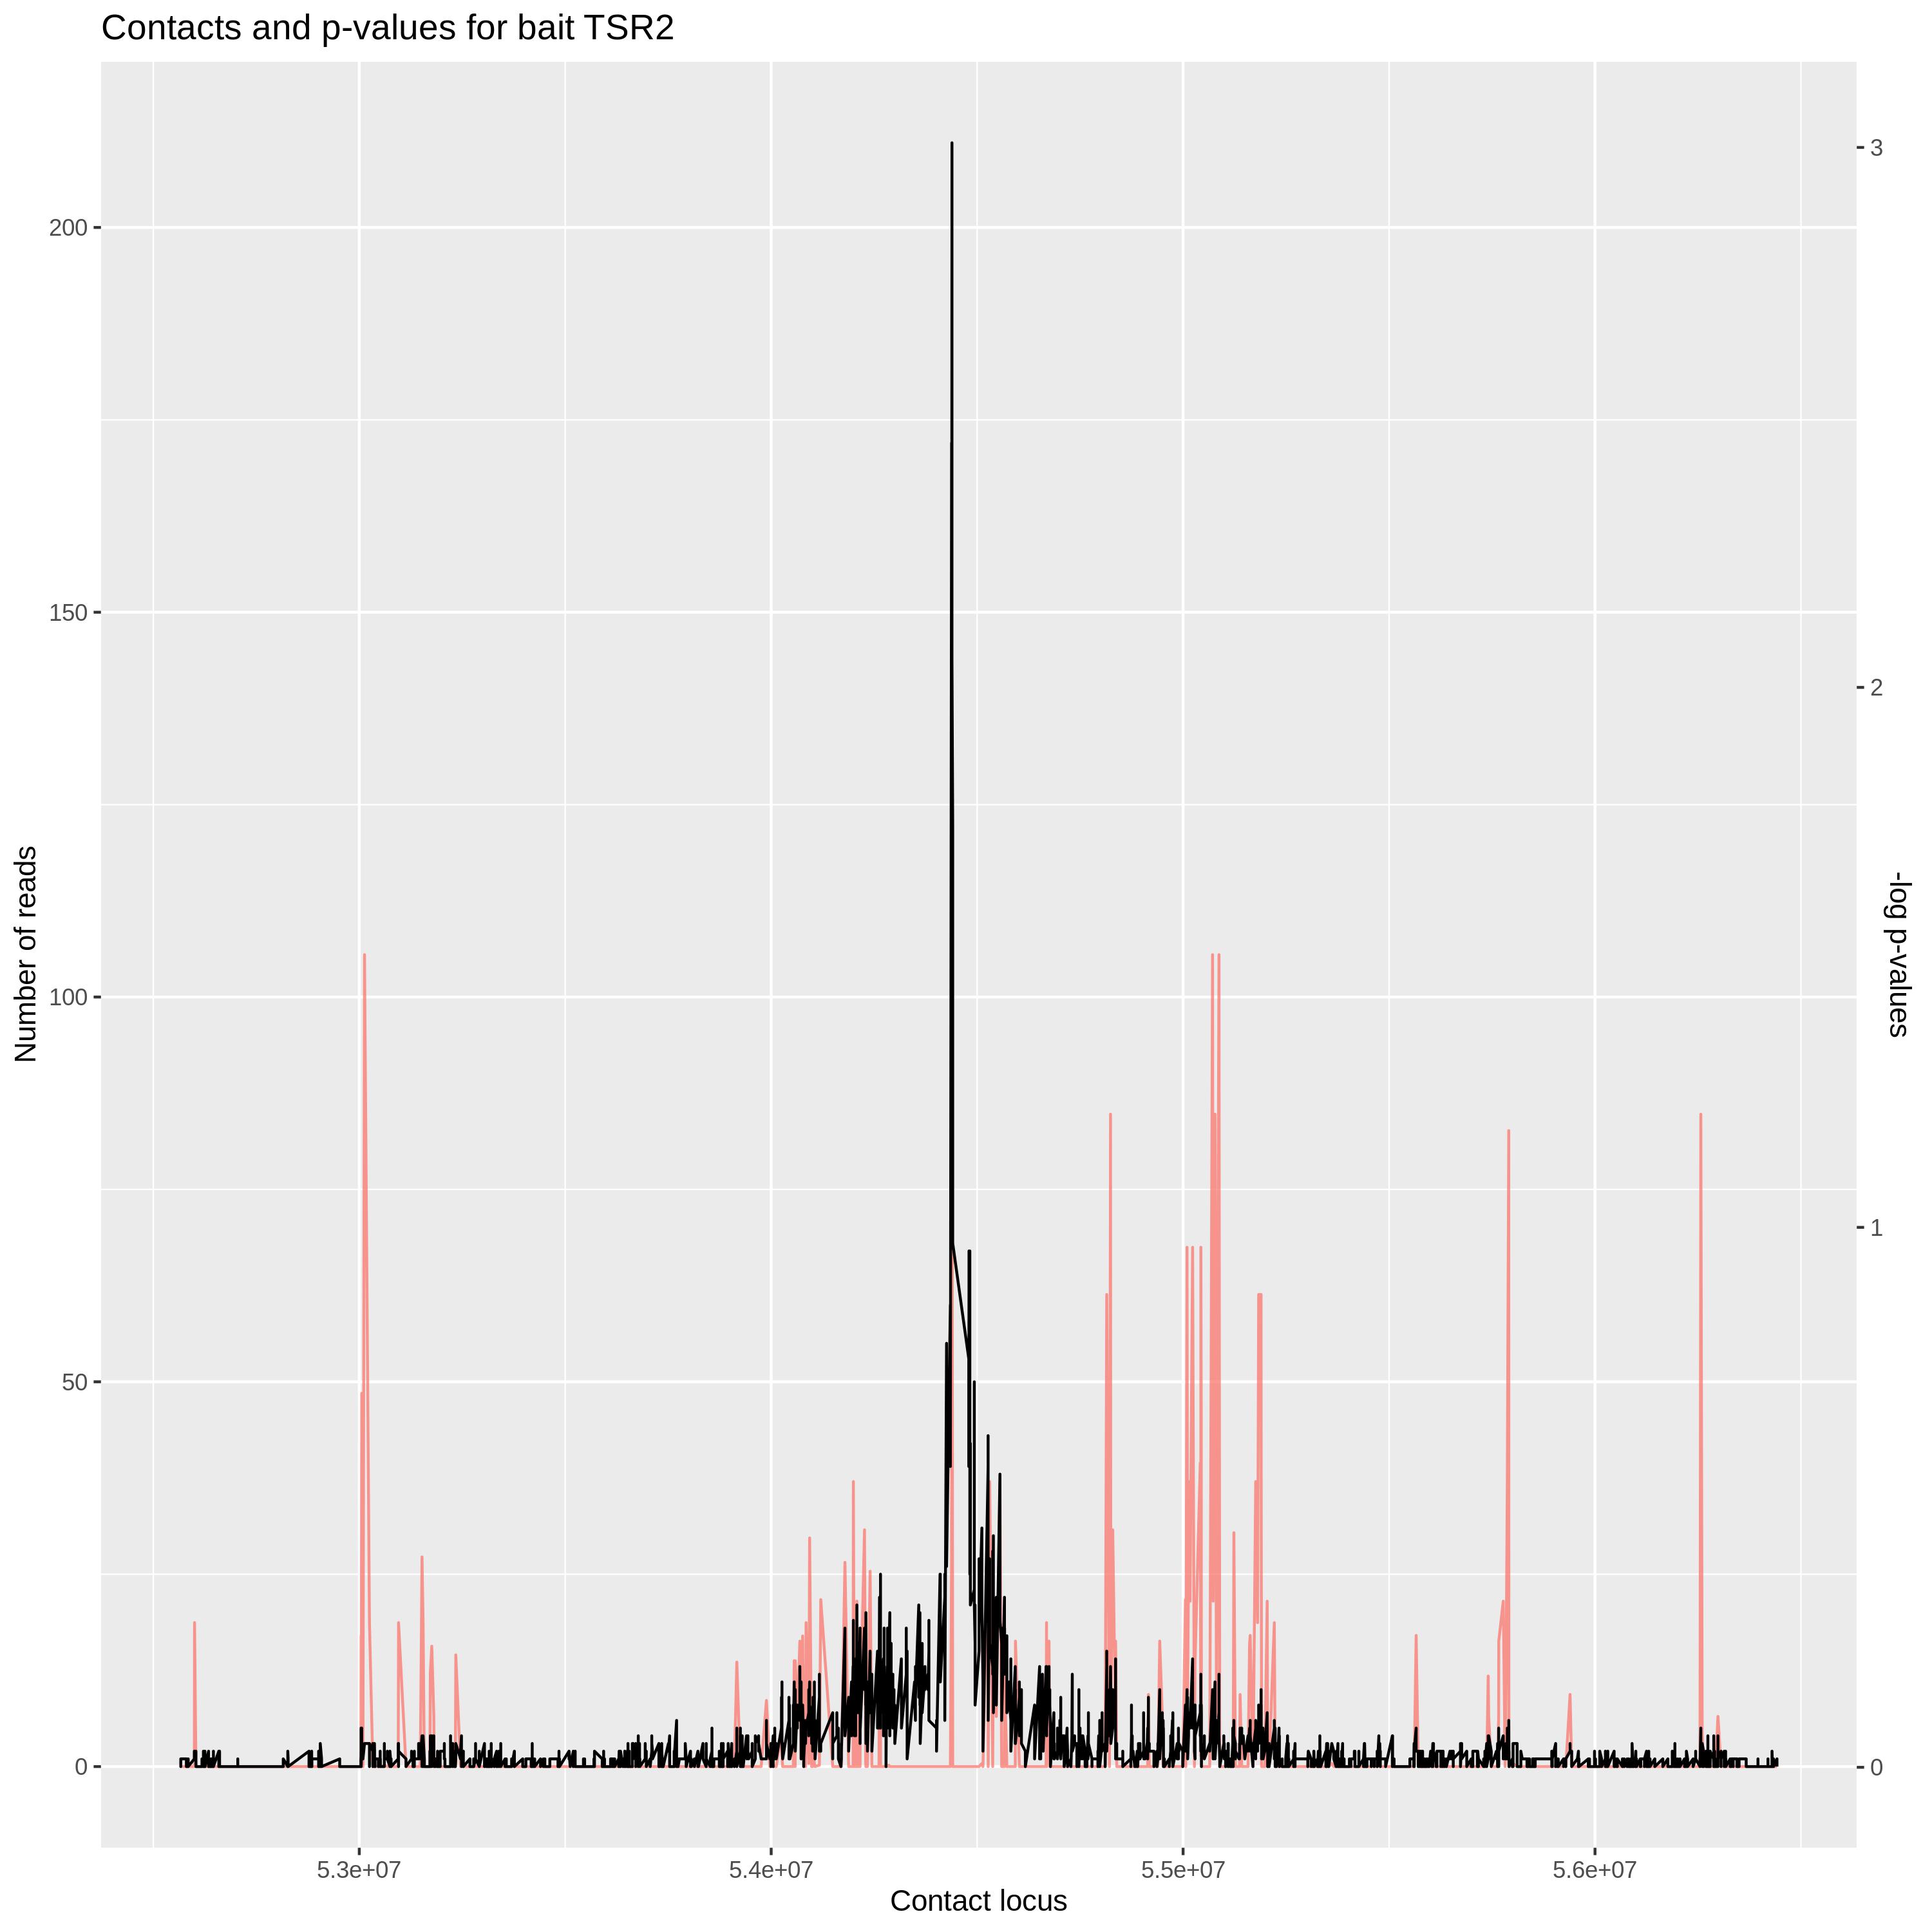 Contacts and p-values for bait TSR2
200
150
100
50
0
Number of reads
3
2
1
0
-log p-values
5.3e+07 5.4e+07 5.5e+07 5.6e+07
Contact locus